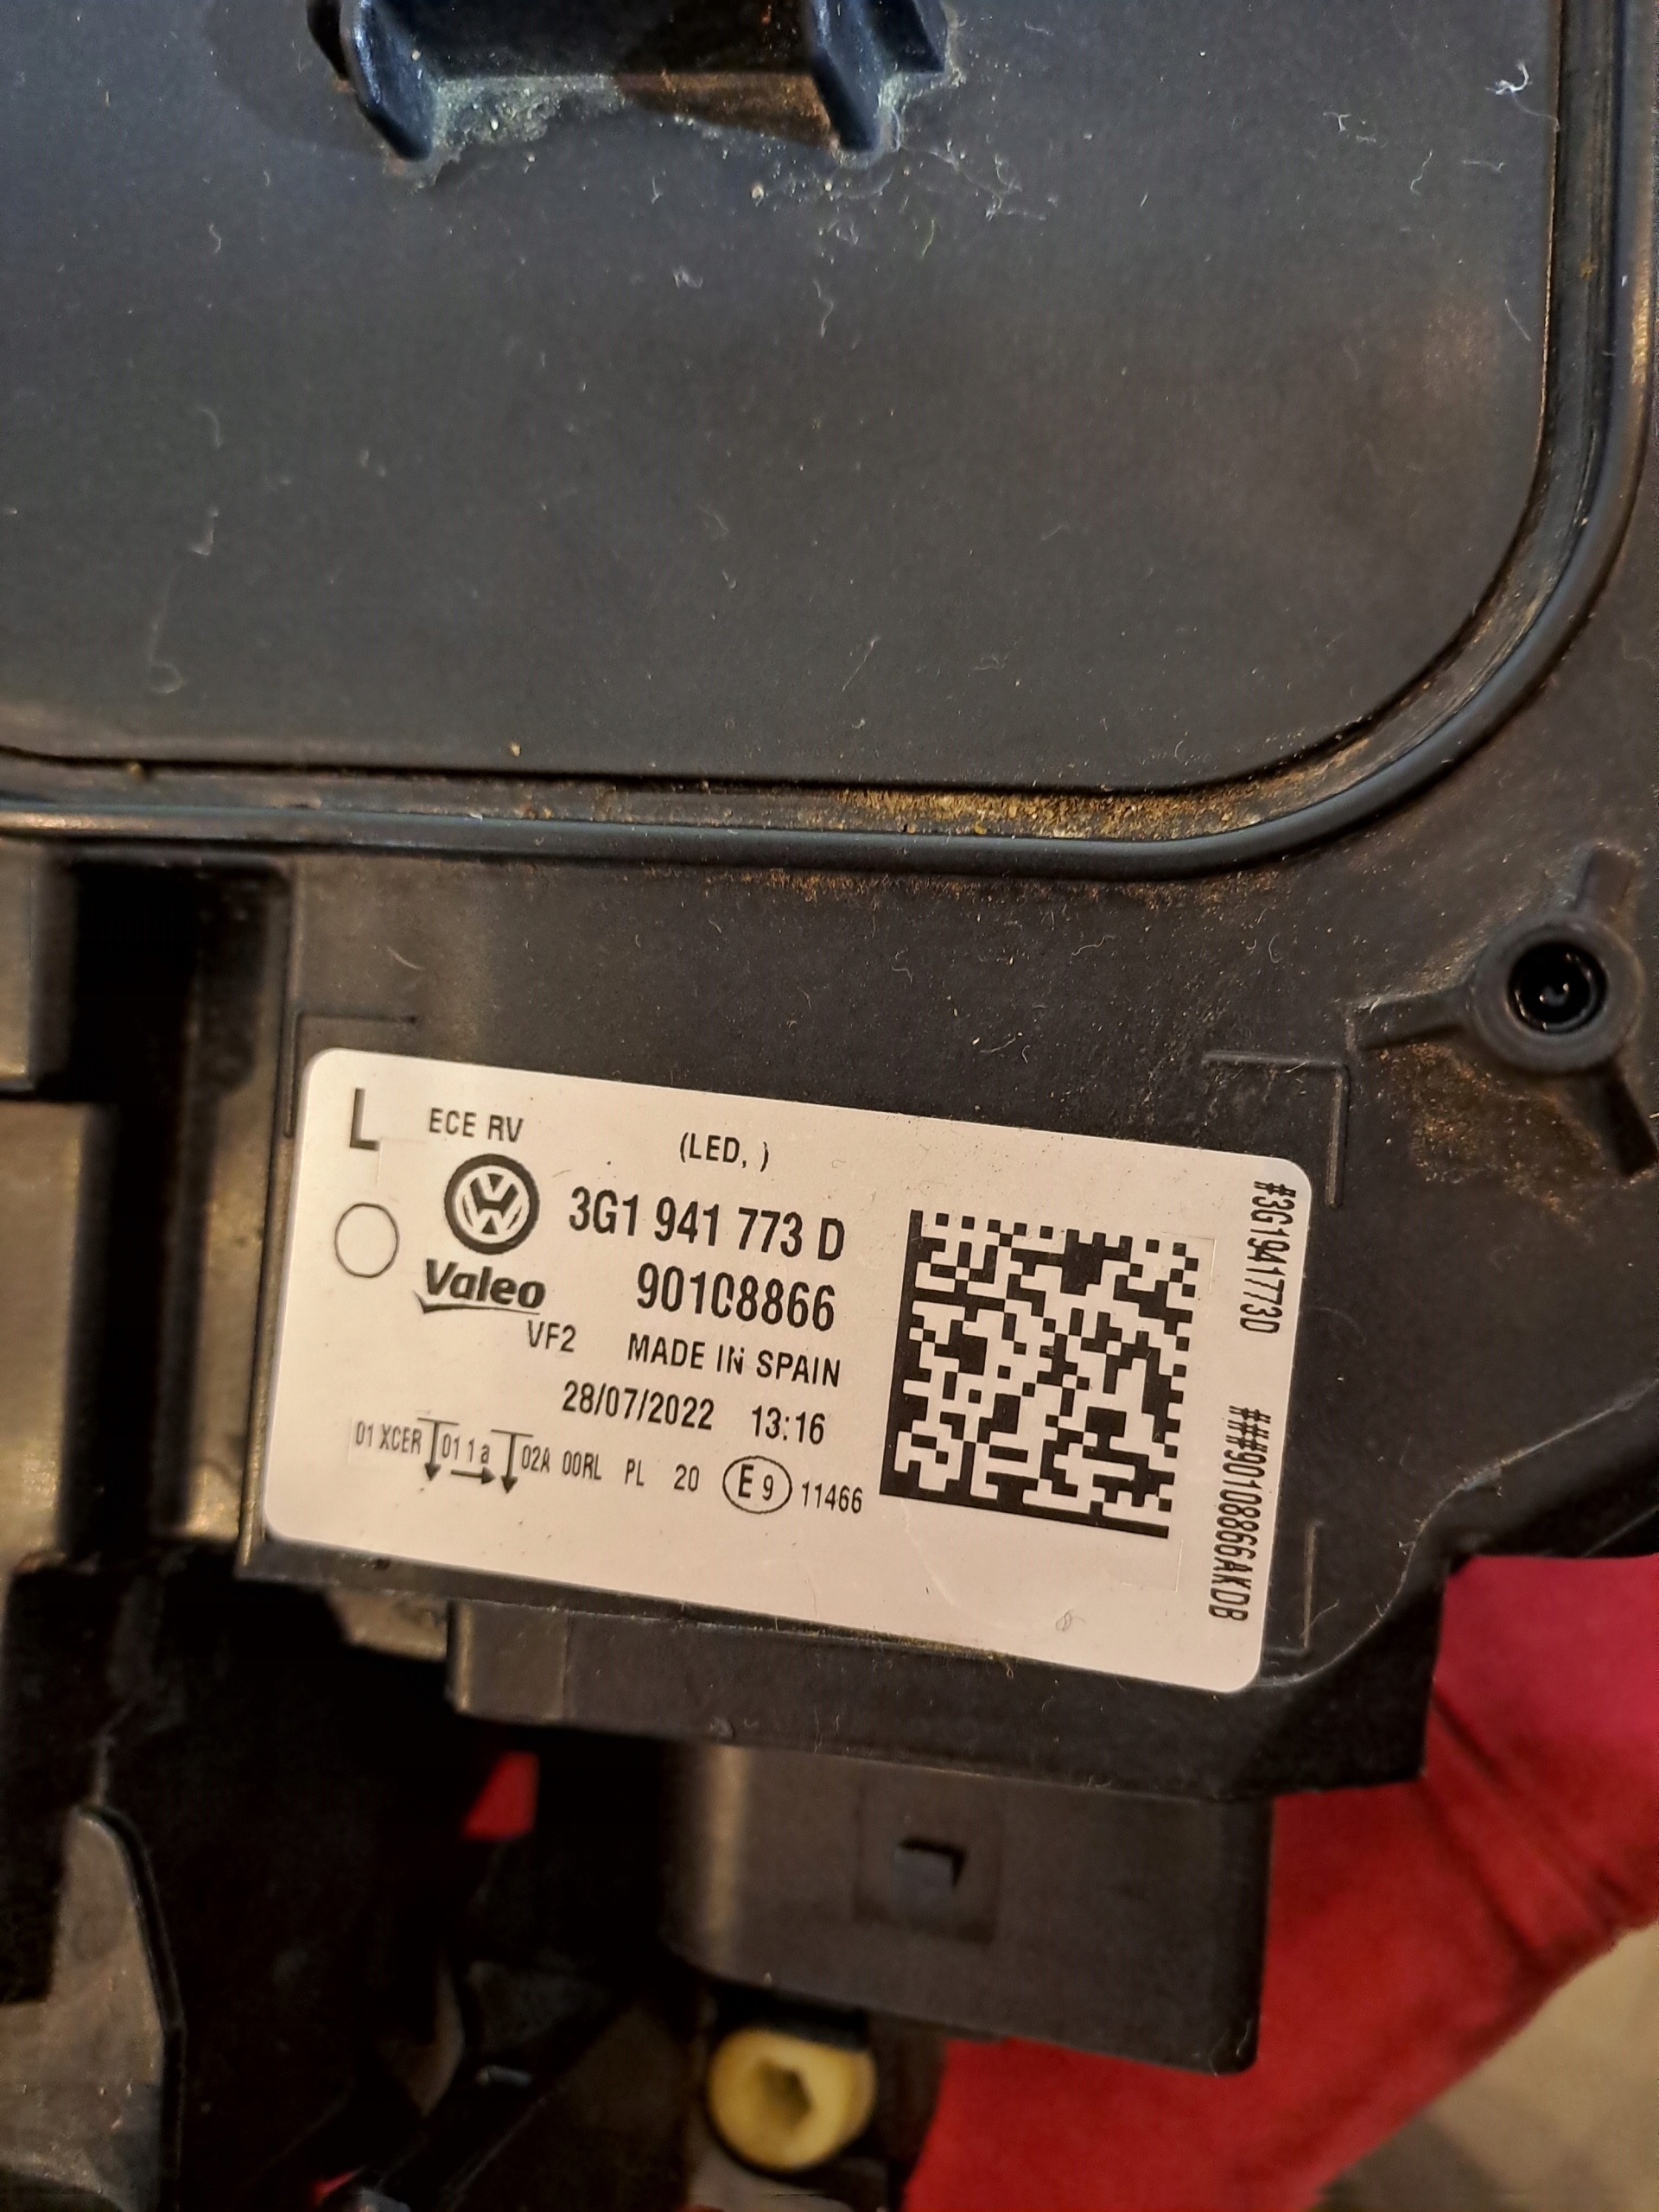 L ECE RV (LED, )
3G1 941 773 D
Valeo 90108866
VF2 MADE IN SPAIN
28/07/2022 13:16
01 XCER 01 1a 02A 00RL PL 20 E 9 11466
#3G1941773D ###90108866AKDB